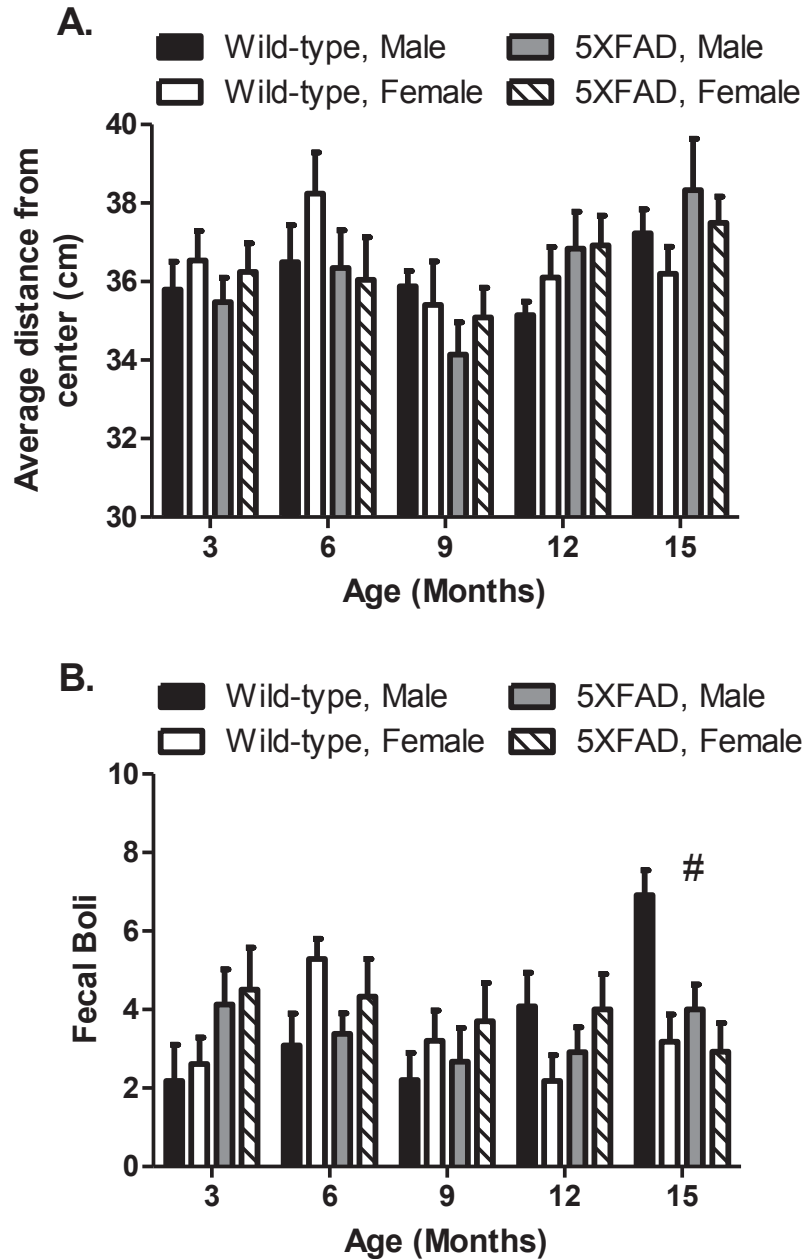 A.
Wild-type, Male 5XFAD, Male
Wild-type, Female 5XFAD, Female
40
38
36
34
32
30
Average distance from
center (cm)
3 6 9 12 15
Age (Months)
B.
Wild-type, Male 5XFAD, Male
Wild-type, Female 5XFAD, Female
10
8
6
4
2
0
Fecal Boli
#
3 6 9 12 15
Age (Months)